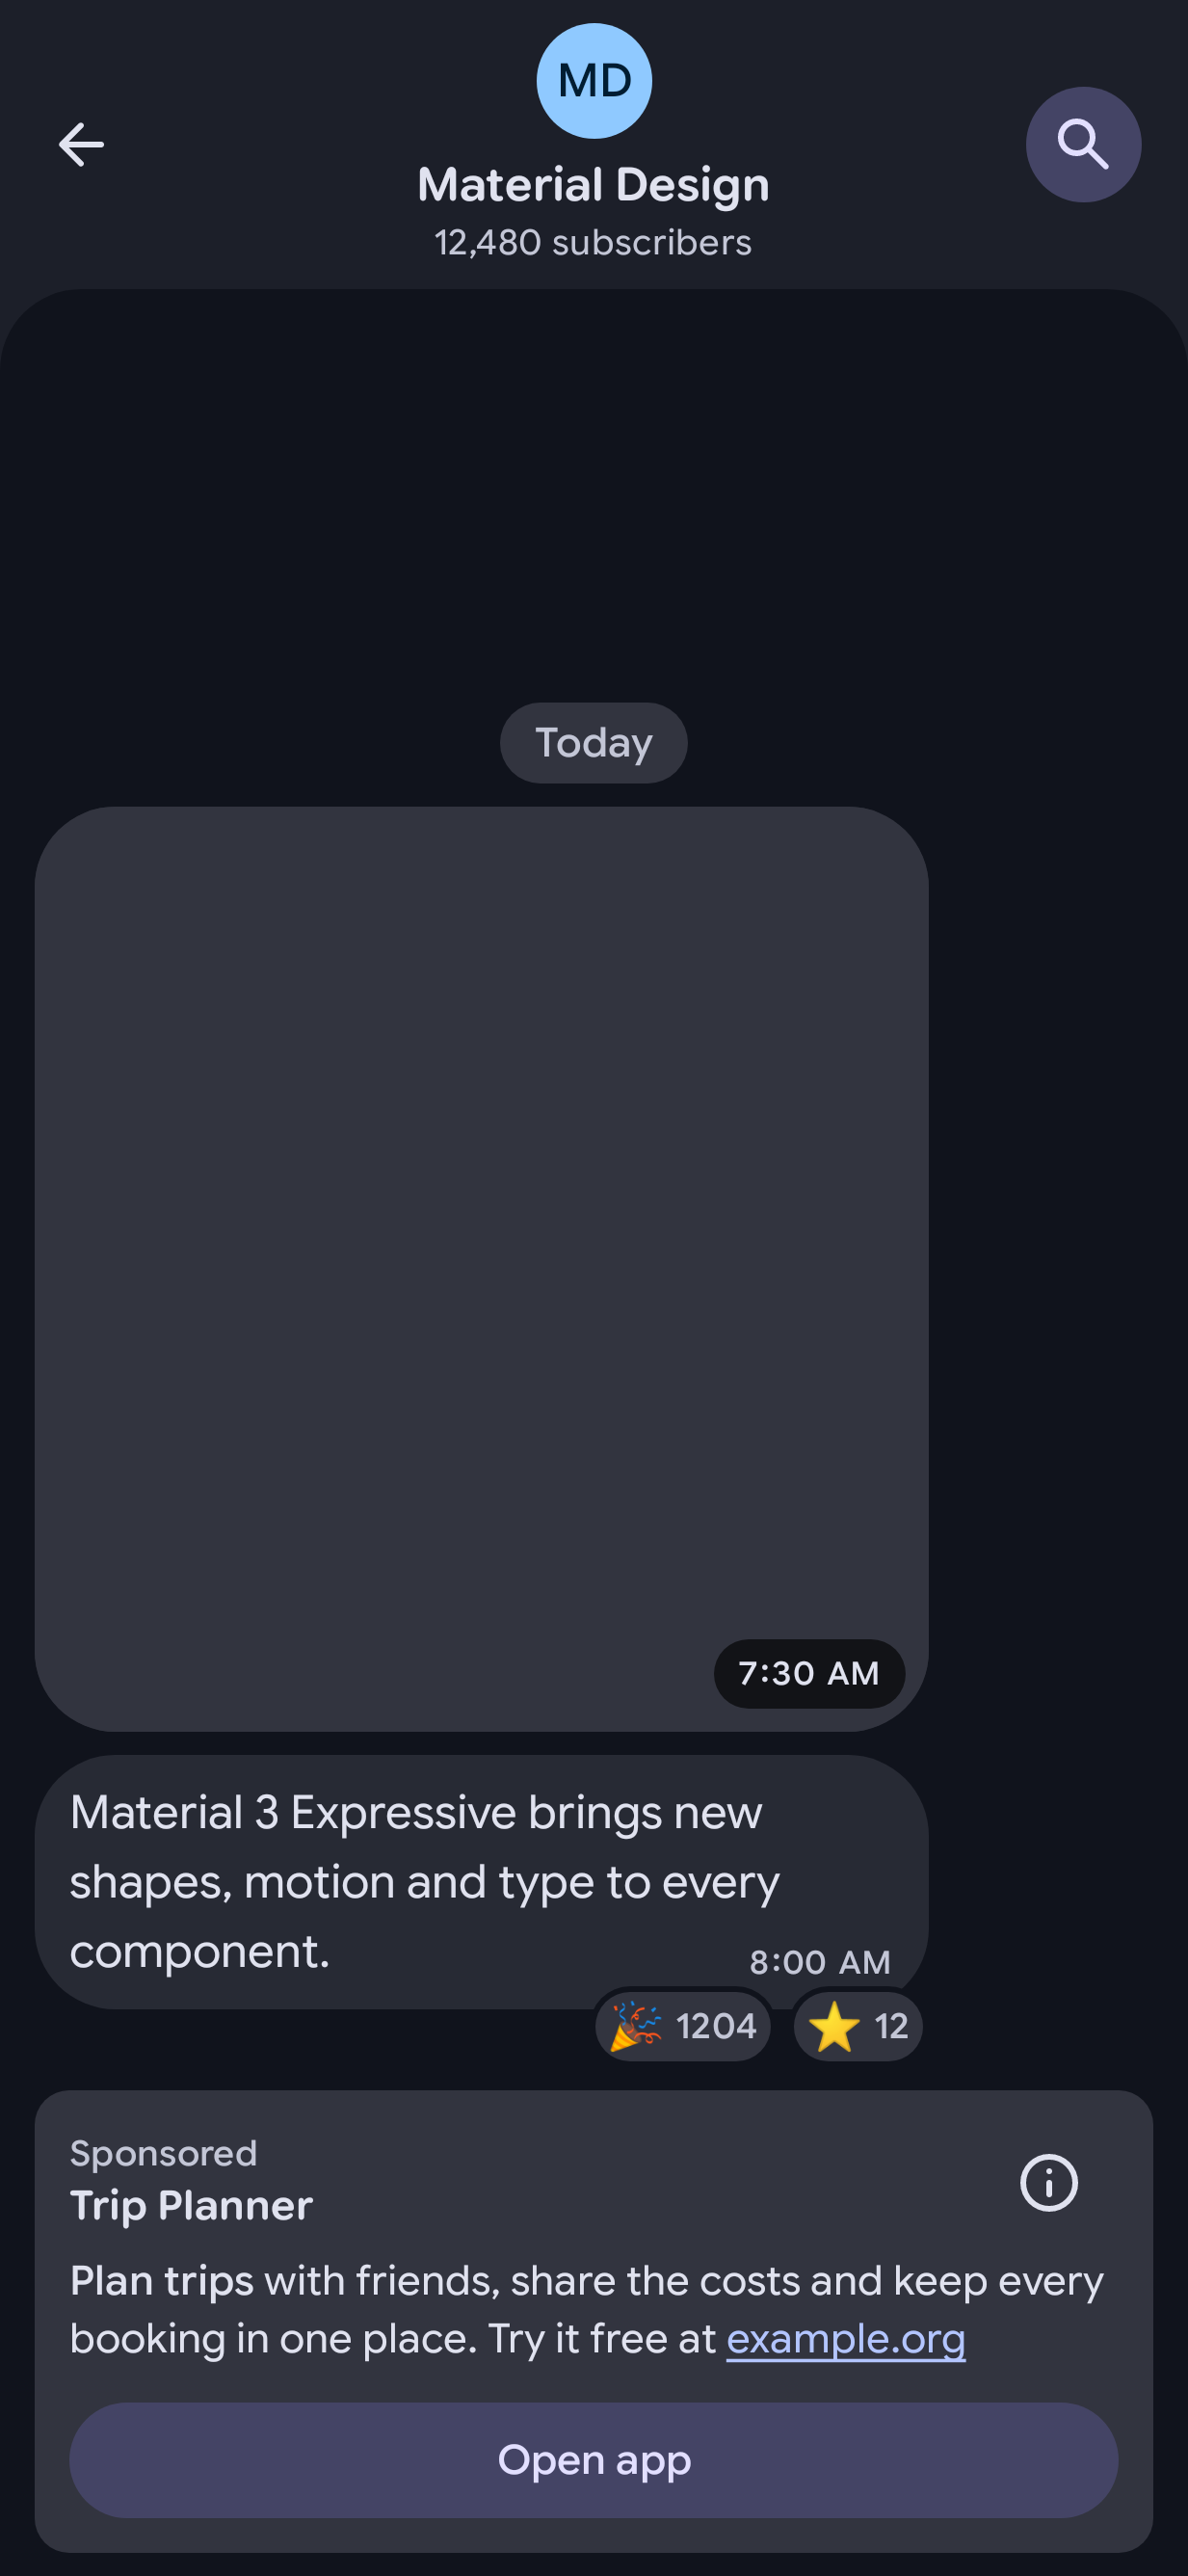 MD
Material Design
12,480 subscribers
Today
7:30 AM
Material 3 Expressive brings new
shapes, motion and type to every
component.
8:00 AM
🎉 1204 ⭐ 12
Sponsored
Trip Planner
Plan trips with friends, share the costs and keep every
booking in one place. Try it free at example.org
Open app